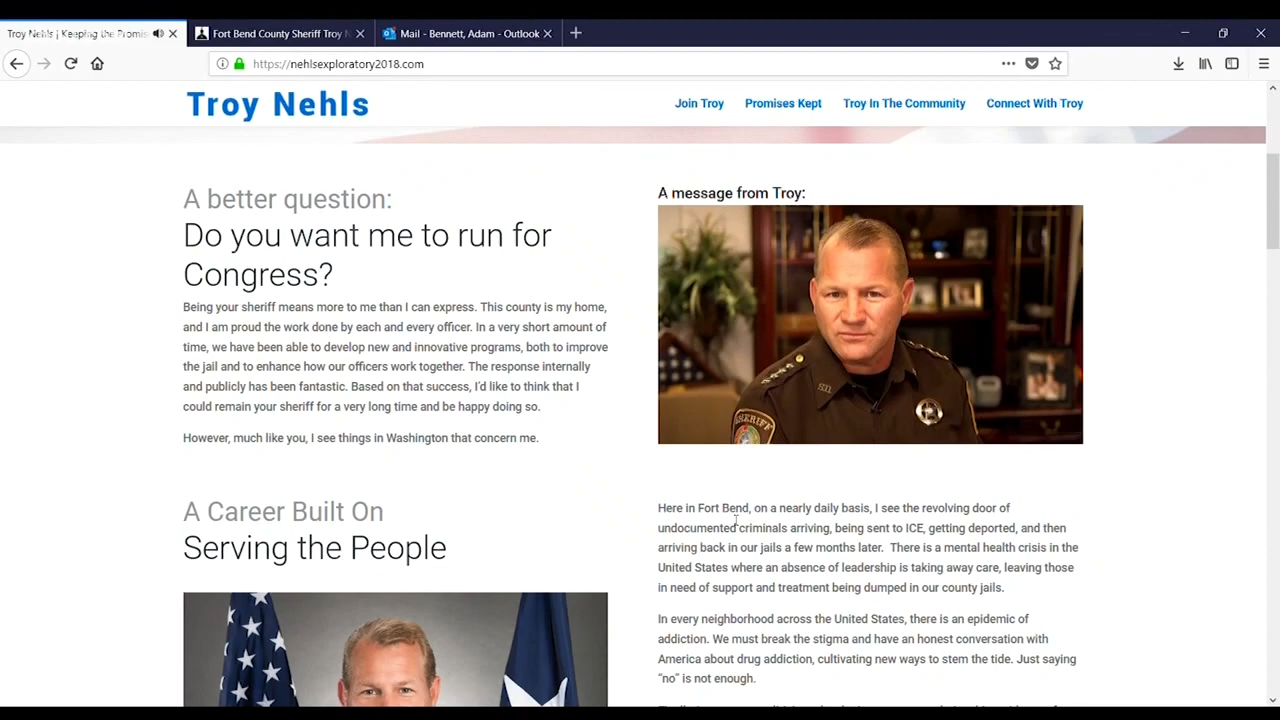 Troy Nehls | Keeping the Promis
Fort Bend County Sheriff Troy N
Mail - Bennett, Adam - Outlook
https://nehlsexploratory2018.com
Troy Nehls
Join Troy
Promises Kept
Troy In The Community
Connect With Troy
A better question:
Do you want me to run for
Congress?
Being your sheriff means more to me than I can express. This county is my home,
and I am proud the work done by each and every officer. In a very short amount of
time, we have been able to develop new and innovative programs, both to improve
the jail and to enhance how our officers work together. The response internally
and publicly has been fantastic. Based on that success, I'd like to think that I
could remain your sheriff for a very long time and be happy doing so.
However, much like you, I see things in Washington that concern me.
A message from Troy:
SHERIFF
A Career Built On
Serving the People
Here in Fort Bend, on a nearly daily basis, I see the revolving door of
undocumented criminals arriving, being sent to ICE, getting deported, and then
arriving back in our jails a few months later.  There is a mental health crisis in the
United States where an absence of leadership is taking away care, leaving those
in need of support and treatment being dumped in our county jails.
In every neighborhood across the United States, there is an epidemic of
addiction. We must break the stigma and have an honest conversation with
America about drug addiction, cultivating new ways to stem the tide. Just saying
“no” is not enough.